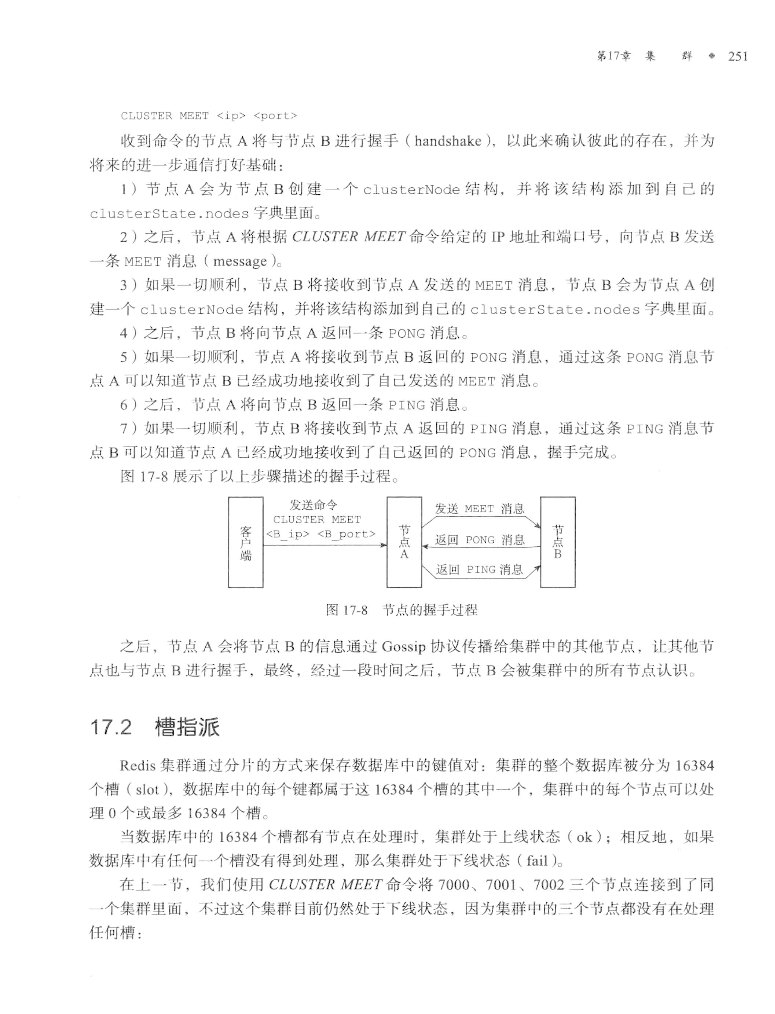 第17章 集 群 ◆ 251
CLUSTER MEET <ip> <port>
收到命令的节点 A 将与节点 B 进行握手（handshake），以此来确认彼此的存在，并为
将来的进一步通信打好基础：
1）节点 A 会为节点 B 创建一个 clusterNode 结构，并将该结构添加到自己的
clusterState.nodes 字典里面。
2）之后，节点 A 将根据 CLUSTER MEET 命令给定的 IP 地址和端口号，向节点 B 发送
一条 MEET 消息（message）。
3）如果一切顺利，节点 B 将接收到节点 A 发送的 MEET 消息，节点 B 会为节点 A 创
建一个 clusterNode 结构，并将该结构添加到自己的 clusterState.nodes 字典里面。
4）之后，节点 B 将向节点 A 返回一条 PONG 消息。
5）如果一切顺利，节点 A 将接收到节点 B 返回的 PONG 消息，通过这条 PONG 消息节
点 A 可以知道节点 B 已经成功地接收到了自己发送的 MEET 消息。
6）之后，节点 A 将向节点 B 返回一条 PING 消息。
7）如果一切顺利，节点 B 将接收到节点 A 返回的 PING 消息，通过这条 PING 消息节
点 B 可以知道节点 A 已经成功地接收到了自己返回的 PONG 消息，握手完成。
图 17-8 展示了以上步骤描述的握手过程。
客户端
发送命令
CLUSTER MEET
<B_ip> <B_port>
节点A
发送 MEET 消息
返回 PONG 消息
返回 PING 消息
节点B
图 17-8 节点的握手过程
之后，节点 A 会将节点 B 的信息通过 Gossip 协议传播给集群中的其他节点，让其他节
点也与节点 B 进行握手，最终，经过一段时间之后，节点 B 会被集群中的所有节点认识。
17.2 槽指派
Redis 集群通过分片的方式来保存数据库中的键值对：集群的整个数据库被分为 16384
个槽（slot），数据库中的每个键都属于这 16384 个槽的其中一个，集群中的每个节点可以处
理 0 个或最多 16384 个槽。
当数据库中的 16384 个槽都有节点在处理时，集群处于上线状态（ok）；相反地，如果
数据库中有任何一个槽没有得到处理，那么集群处于下线状态（fail）。
在上一节，我们使用 CLUSTER MEET 命令将 7000、7001、7002 三个节点连接到了同
一个集群里面，不过这个集群目前仍然处于下线状态，因为集群中的三个节点都没有在处理
任何槽：